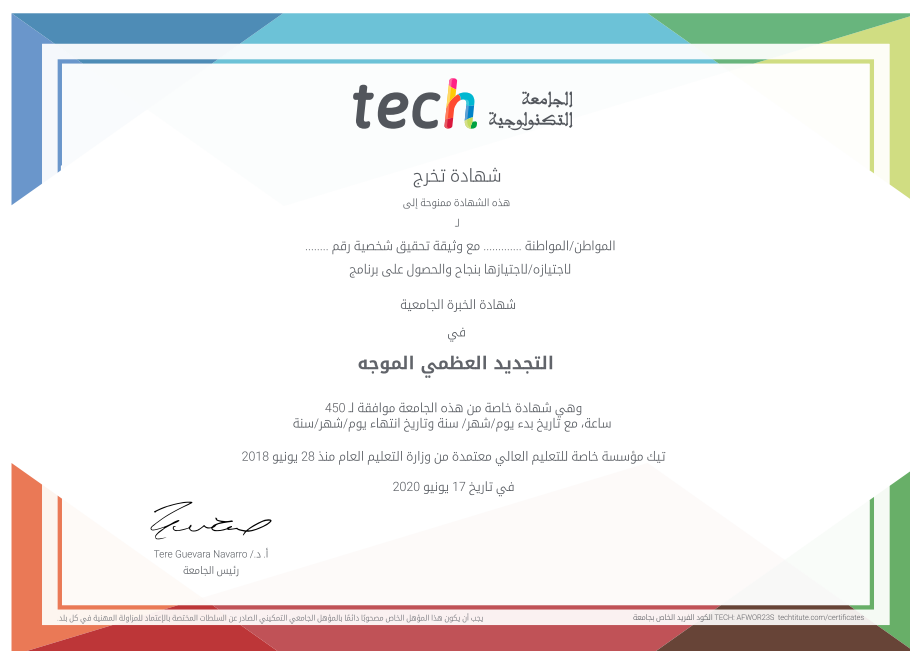 tech الجامعة
التكنولوجية
شهادة تخرج
هذه الشهادة ممنوحة إلى
لـ
المواطن/المواطنة ............ مع وثيقة تحقيق شخصية رقم ........
لاجتيازه/لاجتيازها بنجاح والحصول على برنامج
شهادة الخبرة الجامعية
في
التجديد العظمي الموجه
وهي شهادة خاصة من هذه الجامعة موافقة لـ 450
ساعة، مع تاريخ بدء يوم/شهر/ سنة وتاريخ انتهاء يوم/شهر/سنة
تيك مؤسسة خاصة للتعليم العالي معتمدة من وزارة التعليم العام منذ 28 يونيو 2018
في تاريخ 17 يونيو 2020
أ. د./ Tere Guevara Navarro
رئيس الجامعة
يجب أن يكون هذا المؤهل الخاص مصحوبًا دائمًا بالمؤهل الجامعي التمكيني الصادر عن السلطات المختصة بالإعتماد للمزاولة المهنية في كل بلد.
الكود الفريد الخاص بجامعة TECH: AFWOR23S techtitute.com/certificates